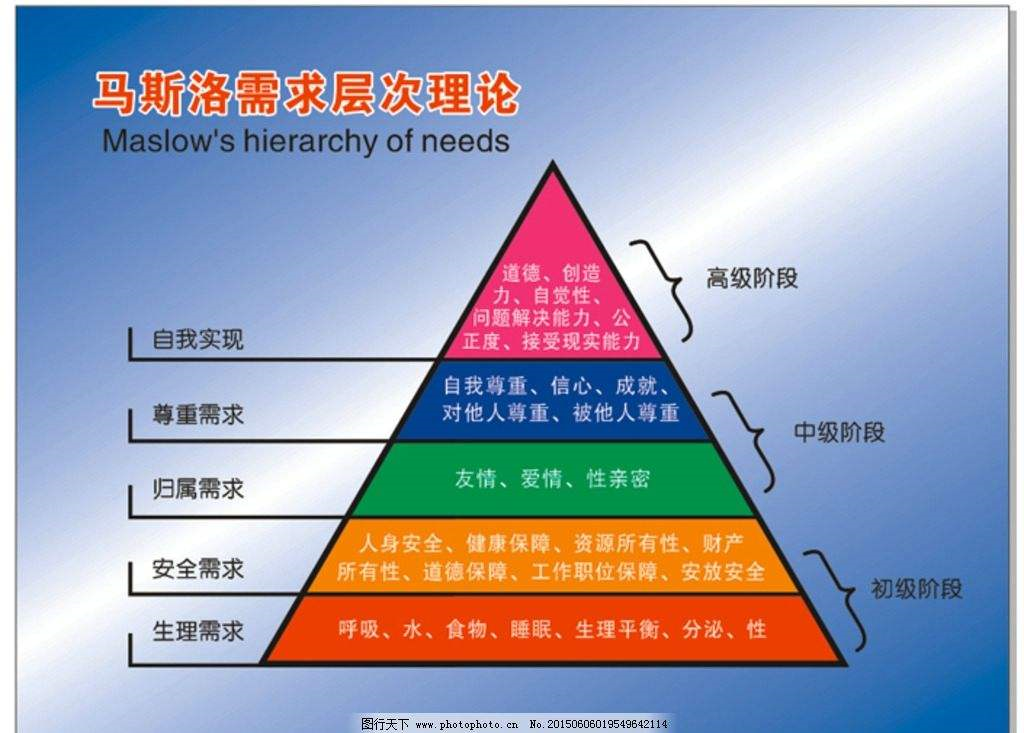 马斯洛需求层次理论
Maslow's hierarchy of needs
道德、创造
力、自觉性、
问题解决能力、公
正度、接受现实能力
高级阶段
自我实现
自我尊重、信心、成就、
对他人尊重、被他人尊重
尊重需求
中级阶段
友情、爱情、性亲密
归属需求
人身安全、健康保障、资源所有性、财产
所有性、道德保障、工作职位保障、安放安全
安全需求
初级阶段
呼吸、水、食物、睡眠、生理平衡、分泌、性
生理需求
图行天下 www.photophoto.cn No.20150606019549642114